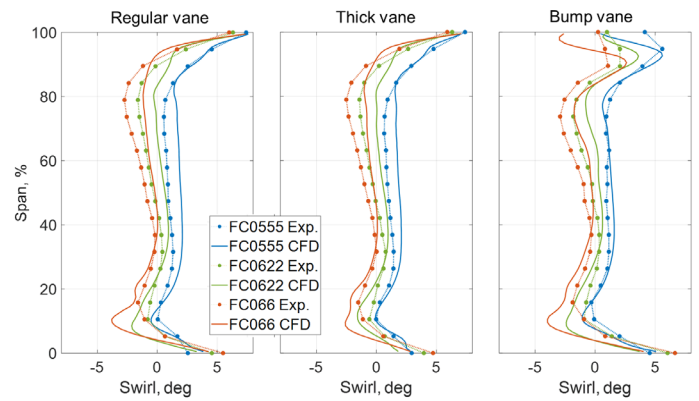 Regular vane
Thick vane
Bump vane
100
80
60
40
20
0
Span, %
FC0555 Exp.
FC0555 CFD
FC0622 Exp.
FC0622 CFD
FC066 Exp.
FC066 CFD
-5 0 5
-5 0 5
-5 0 5
Swirl, deg
Swirl, deg
Swirl, deg